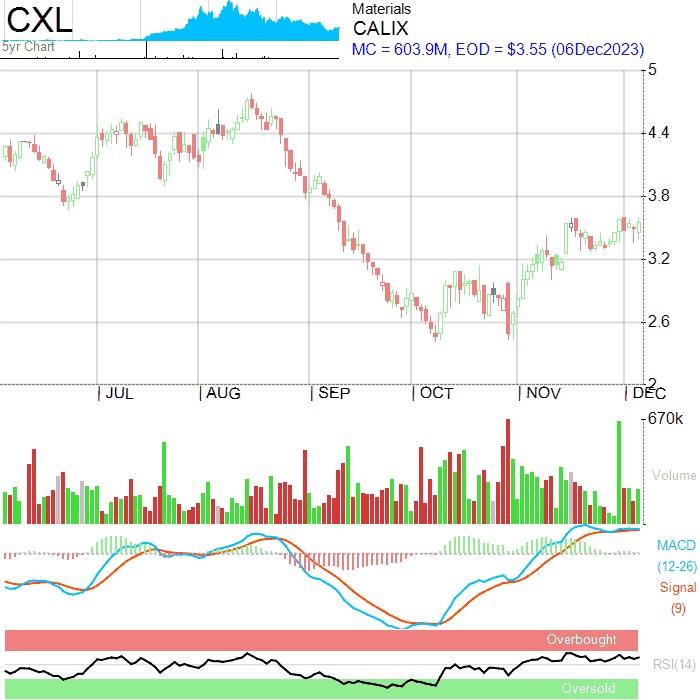 CXL
5yr Chart
Materials
CALIX
MC = 603.9M, EOD = $3.55 (06Dec2023)
5
4.4
3.8
3.2
2.6
2
JUL AUG SEP OCT NOV DEC
670k
Volume
MACD
(12-26)
Signal
(9)
Overbought
RSI(14)
Oversold